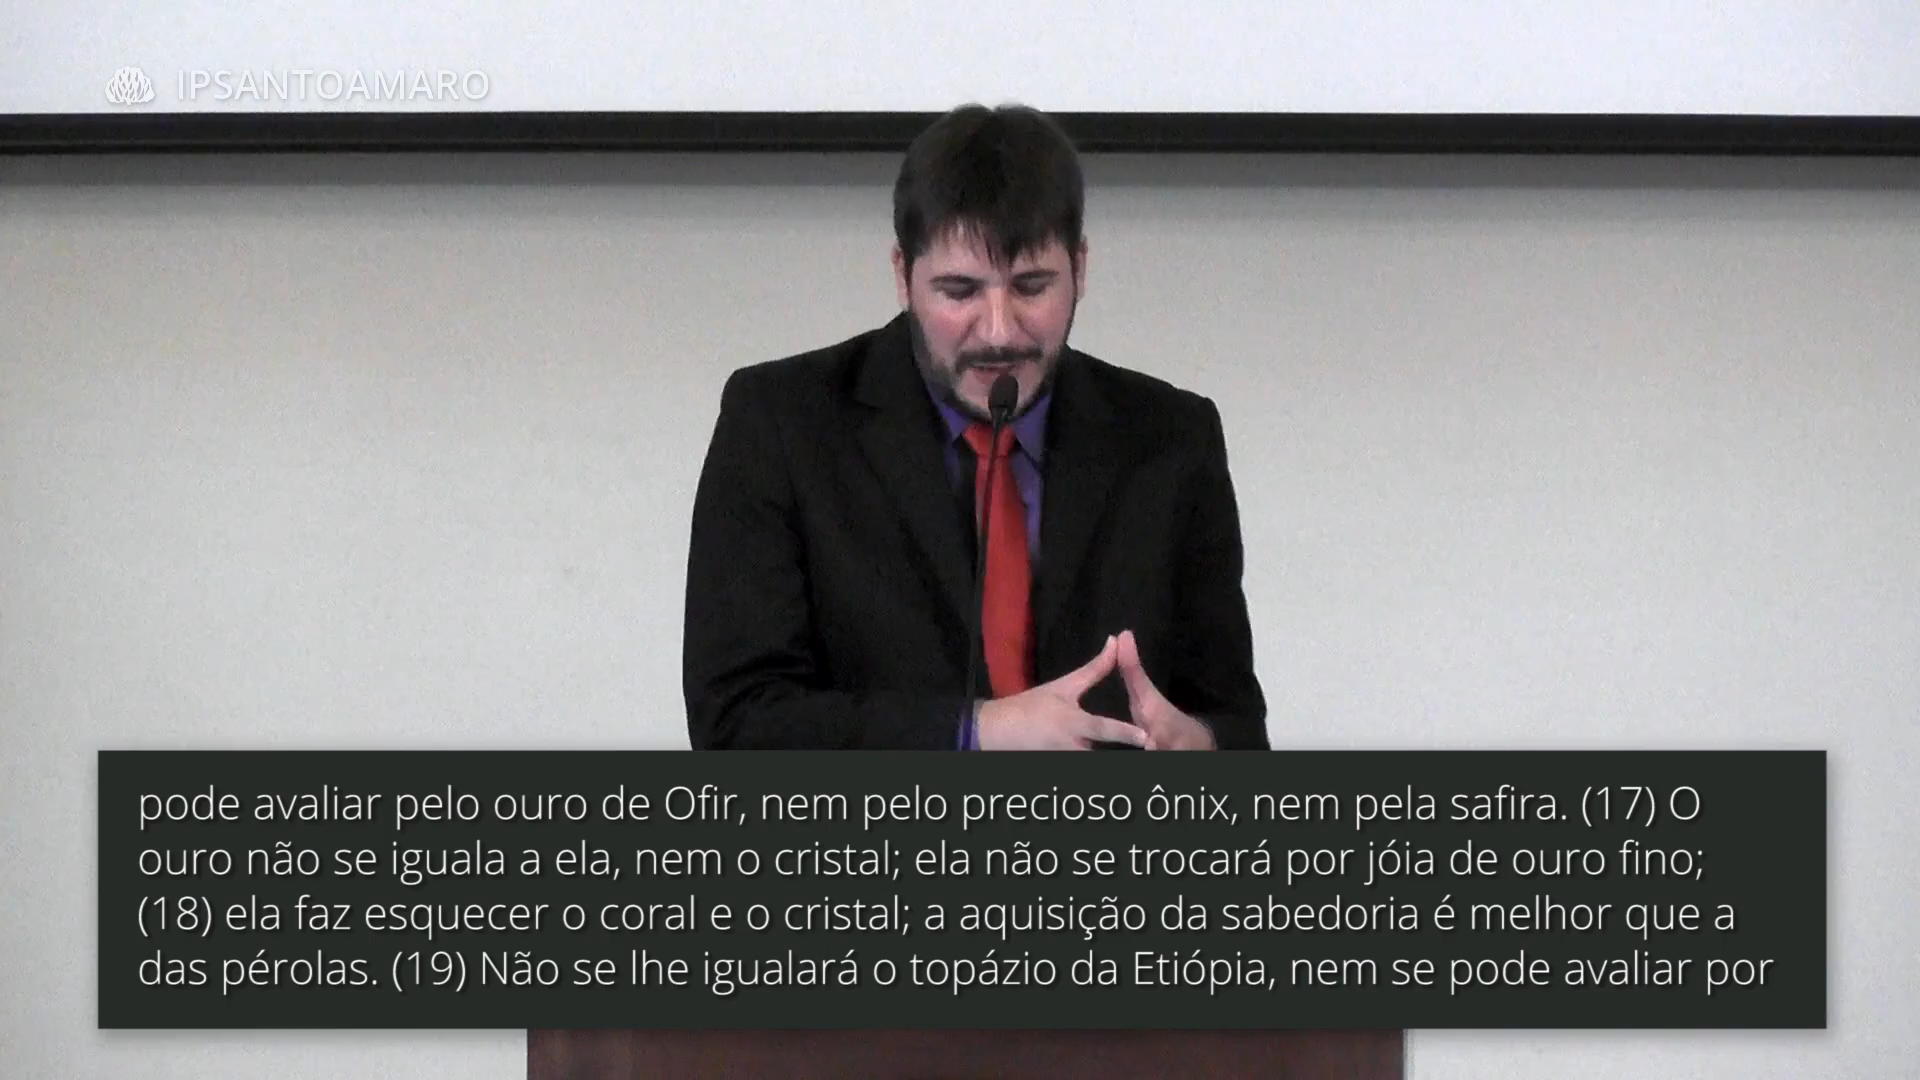 IPSANTOAMARO
pode avaliar pelo ouro de Ofir, nem pelo precioso ônix, nem pela safira. (17) O
ouro não se iguala a ela, nem o cristal; ela não se trocará por jóia de ouro fino;
(18) ela faz esquecer o coral e o cristal; a aquisição da sabedoria é melhor que a
das pérolas. (19) Não se lhe igualará o topázio da Etiópia, nem se pode avaliar por